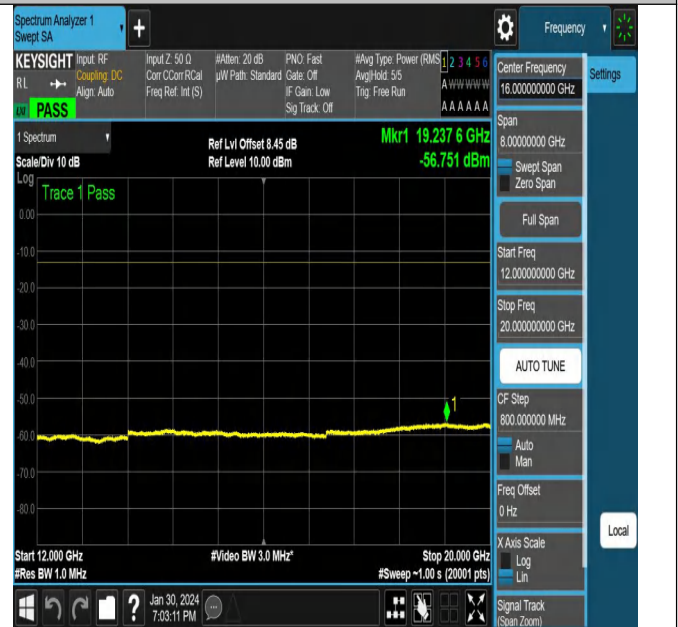 Spectrum Analyzer 1
Swept SA
+
Frequency
KEYSIGHT
RL
PASS
Input: RF
Coupling: DC
Align: Auto
Input Z: 50 Ω
Corr CCorr RCal
Freq Ref: Int (S)
#Atten: 20 dB
µW Path: Standard
PNO: Fast
Gate: Off
IF Gain: Low
Sig Track: Off
#Avg Type: Power (RMS
Avg|Hold: 5/5
Trig: Free Run
1 2 3 4 5 6
A W W W W W
A A A A A A
1 Spectrum
Scale/Div 10 dB
Log
Ref Lvl Offset 8.45 dB
Ref Level 10.00 dBm
Mkr1 19.237 6 GHz
-56.751 dBm
Trace 1 Pass
0.00
-10.0
-20.0
-30.0
-40.0
-50.0
-60.0
-70.0
-80.0
1
Start 12.000 GHz
#Res BW 1.0 MHz
#Video BW 3.0 MHz*
Stop 20.000 GHz
#Sweep ~1.00 s (20001 pts)
Center Frequency
16.000000000 GHz
Settings
Span
8.00000000 GHz
Swept Span
Zero Span
Full Span
Start Freq
12.000000000 GHz
Stop Freq
20.000000000 GHz
AUTO TUNE
CF Step
800.000000 MHz
Auto
Man
Freq Offset
0 Hz
X Axis Scale
Log
Lin
Signal Track
(Span Zoom)
Local
?
Jan 30, 2024
7:03:11 PM